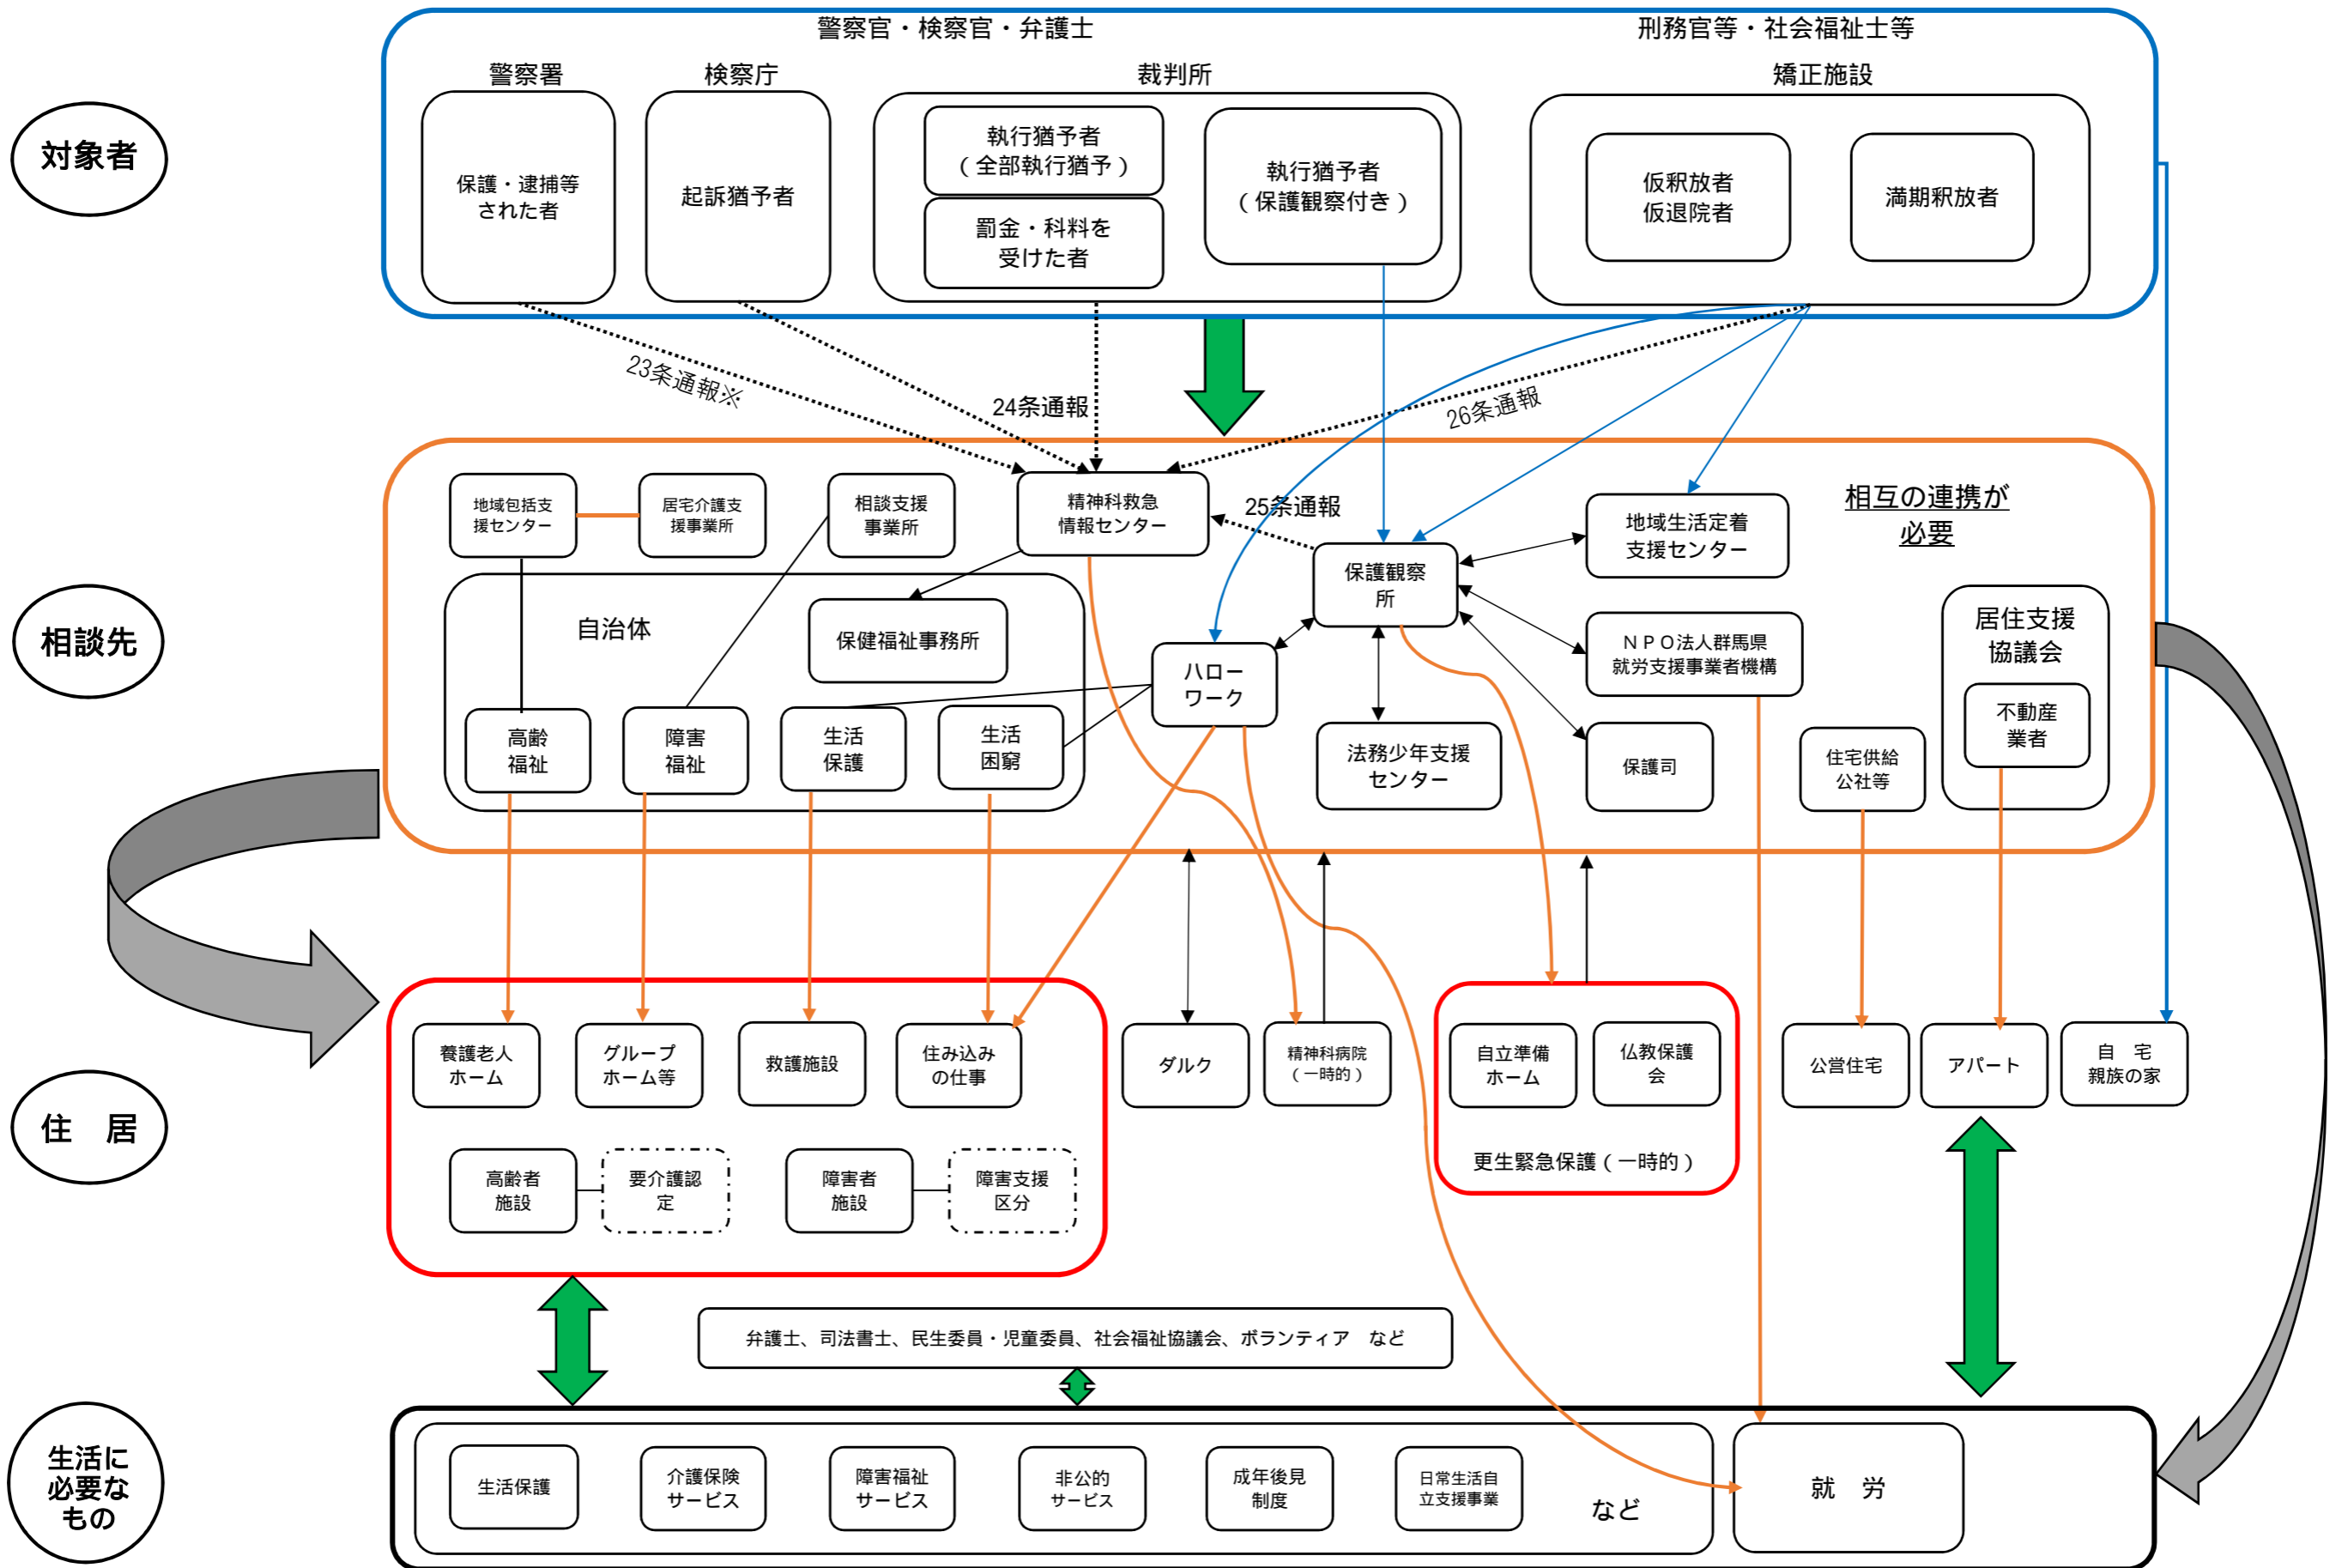 警察官・検察官・弁護士
刑務官等・社会福祉士等
警察署
検察庁
裁判所
矯正施設
対象者
保護・逮捕等
された者
起訴猶予者
執行猶予者
（全部執行猶予）
罰金・科料を
受けた者
執行猶予者
（保護観察付き）
仮釈放者
仮退院者
満期釈放者
23条通報※
24条通報
26条通報
25条通報
相談先
地域包括支
援センター
居宅介護支
援事業所
相談支援
事業所
精神科救急
情報センター
地域生活定着
支援センター
相互の連携が
必要
保護観察
所
自治体
保健福祉事務所
ハロー
ワーク
ＮＰＯ法人群馬県
就労支援事業者機構
居住支援
協議会
不動産
業者
高齢
福祉
障害
福祉
生活
保護
生活
困窮
法務少年支援
センター
保護司
住宅供給
公社等
住　居
養護老人
ホーム
グループ
ホーム等
救護施設
住み込み
の仕事
ダルク
精神科病院
（一時的）
自立準備
ホーム
仏教保護
会
公営住宅
アパート
自　宅
親族の家
高齢者
施設
要介護認
定
障害者
施設
障害支援
区分
更生緊急保護（一時的）
弁護士、司法書士、民生委員・児童委員、社会福祉協議会、ボランティア　など
生活に
必要な
もの
生活保護
介護保険
サービス
障害福祉
サービス
非公的
サービス
成年後見
制度
日常生活自
立支援事業
など
就　労